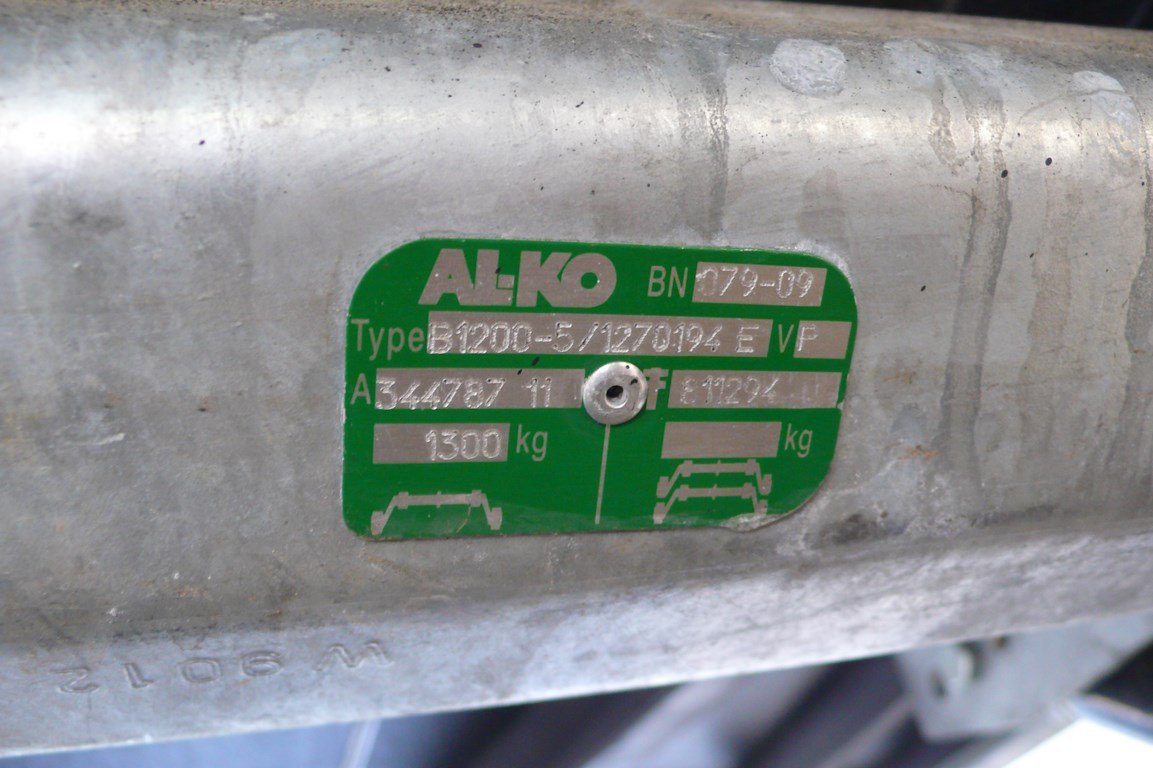 AL-KO BN 079-09
Type B1200-5/1270194 E VP
A 344787 11 811294
1300 kg kg
W 9012